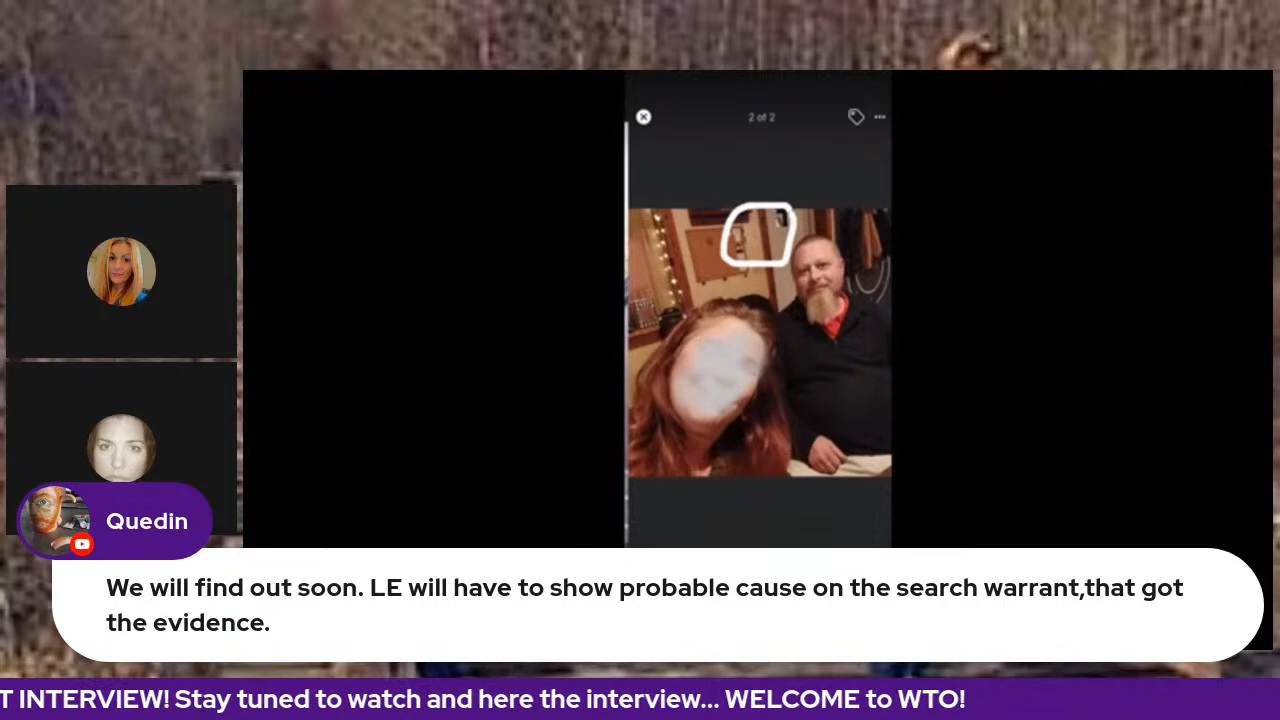 2 of 2
Quedin
We will find out soon. LE will have to show probable cause on the search warrant,that got
the evidence.
T INTERVIEW! Stay tuned to watch and here the interview... WELCOME to WTO!